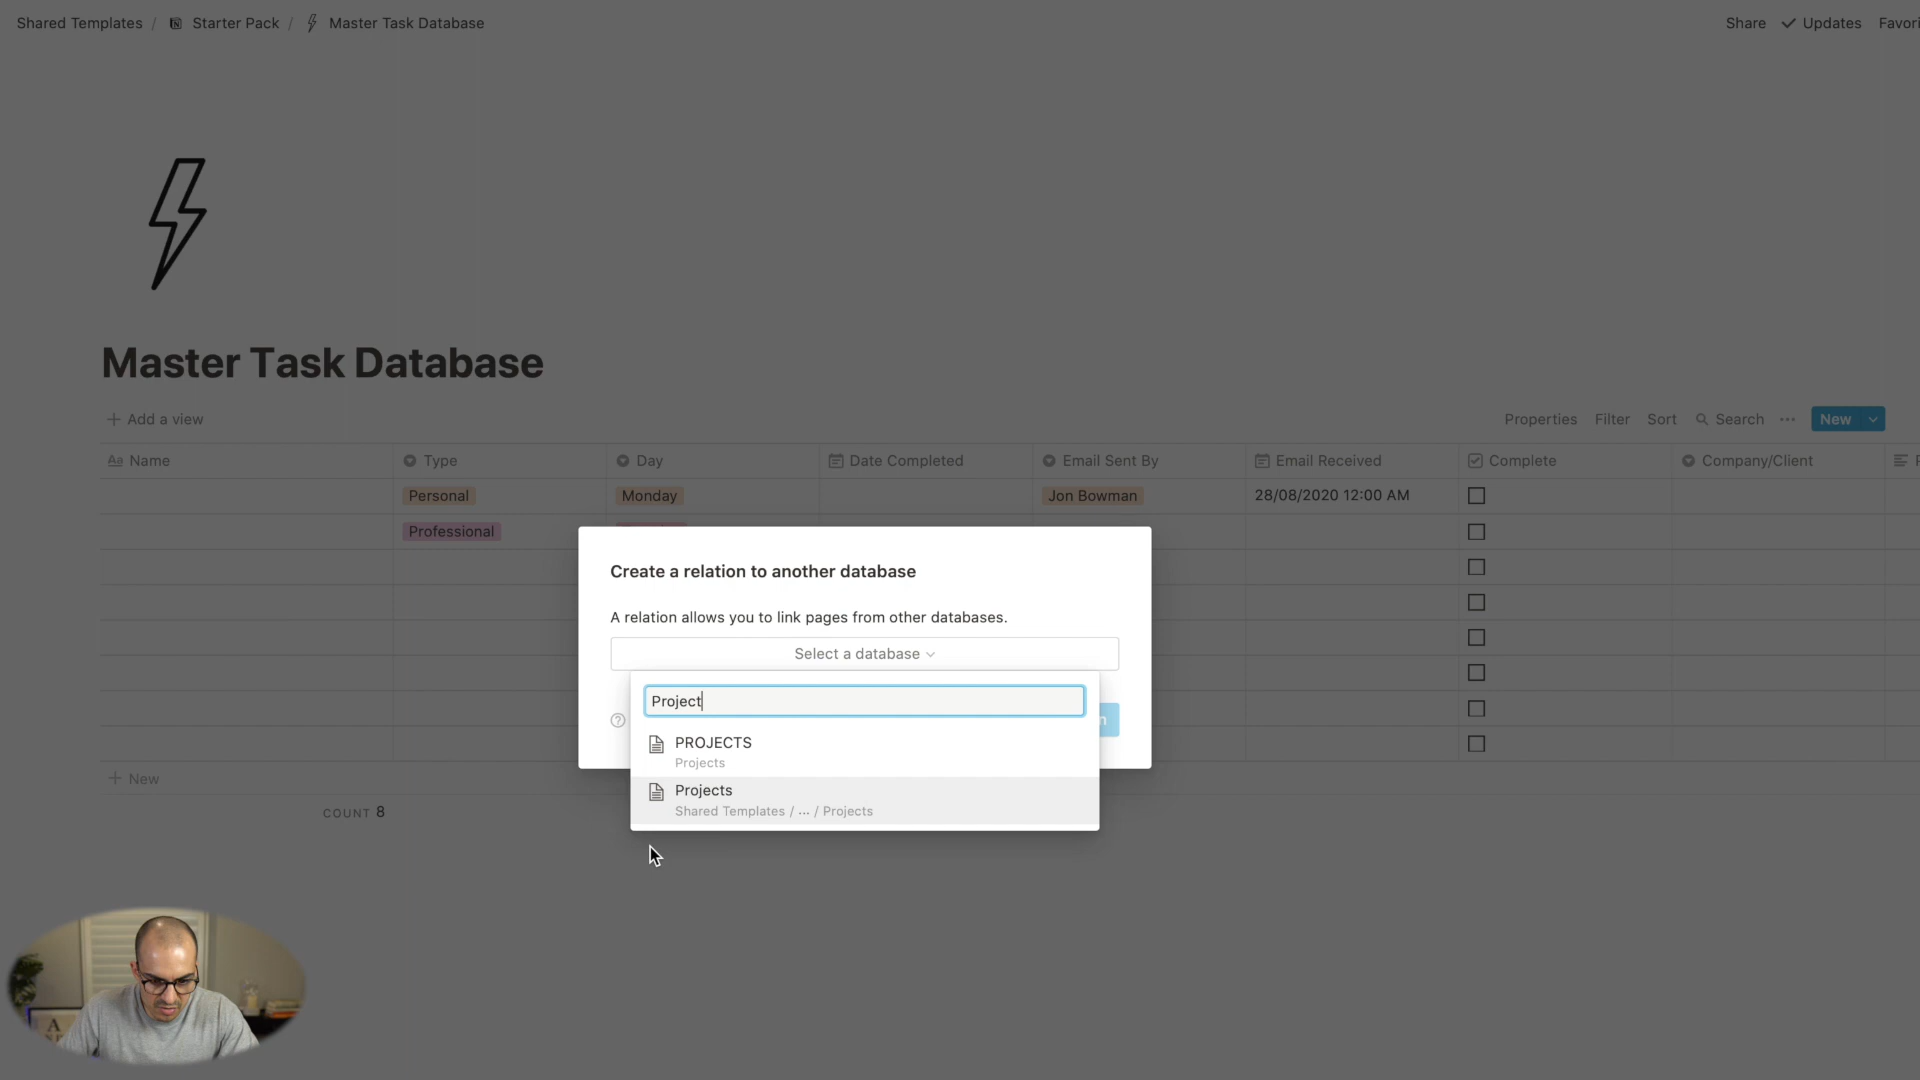 Shared Templates / Starter Pack / Master Task Database
Share Updates Favori
Master Task Database
Add a view
Properties Filter Sort Search ··· New
Aa Name Type Day Date Completed Email Sent By Email Received Complete Company/Client
Personal Monday Jon Bowman 28/08/2020 12:00 AM
Professional
Create a relation to another database
A relation allows you to link pages from other databases.
Select a database
Project
PROJECTS
Projects
Projects
Shared Templates / ··· / Projects
New
COUNT 8